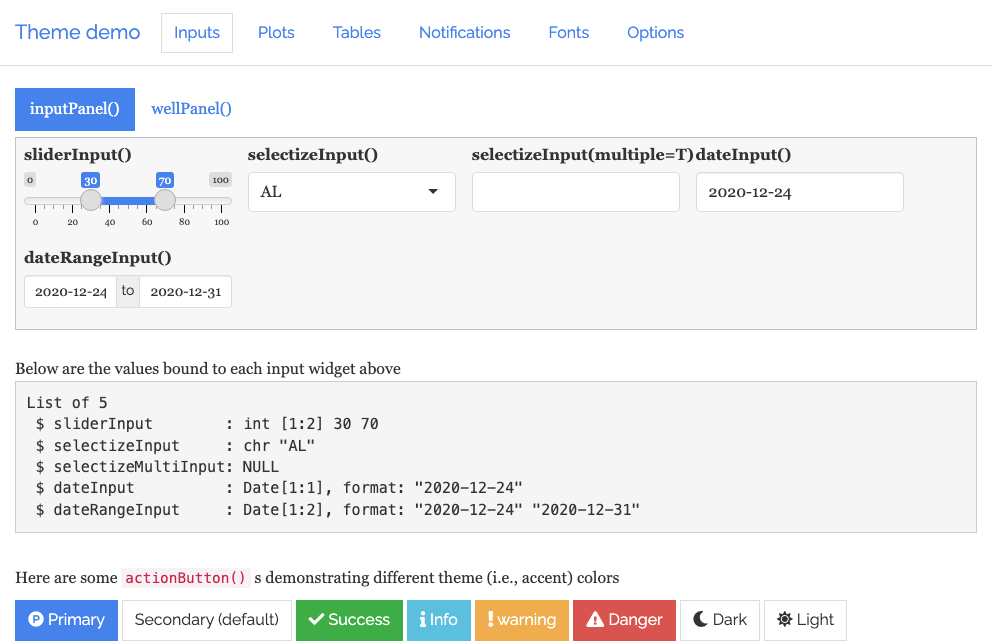 Theme demo Inputs Plots Tables Notifications Fonts Options
inputPanel() wellPanel()
sliderInput() selectizeInput() selectizeInput(multiple=T) dateInput()
0 30 70 100
AL 2020-12-24
0 20 40 60 80 100
dateRangeInput()
2020-12-24 to 2020-12-31
Below are the values bound to each input widget above
List of 5
$ sliderInput : int [1:2] 30 70
$ selectizeInput : chr "AL"
$ selectizeMultiInput: NULL
$ dateInput : Date[1:1], format: "2020-12-24"
$ dateRangeInput : Date[1:2], format: "2020-12-24" "2020-12-31"
Here are some actionButton() s demonstrating different theme (i.e., accent) colors
P Primary Secondary (default) Success Info warning Danger Dark Light